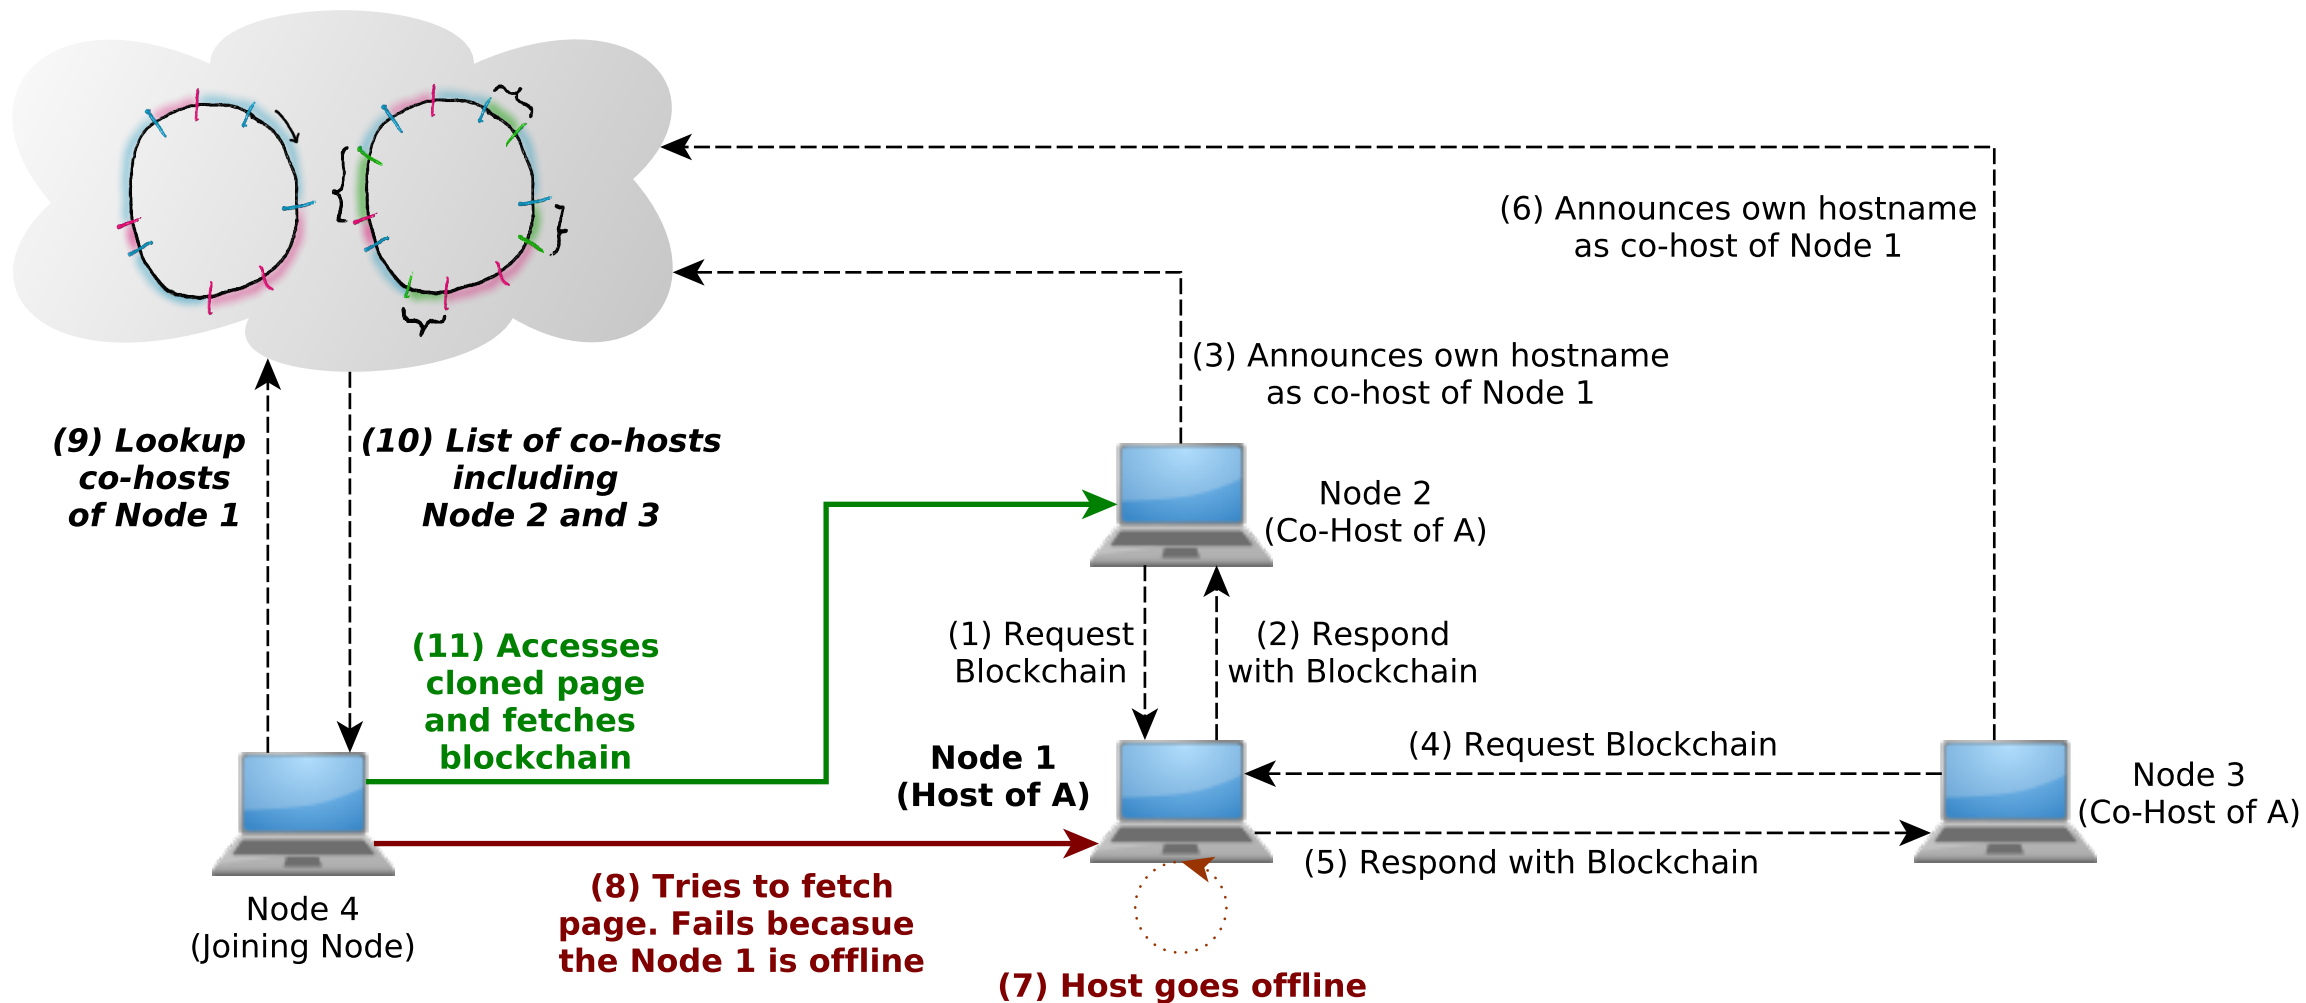 (6) Announces own hostname
as co-host of Node 1
(3) Announces own hostname
as co-host of Node 1
(9) Lookup
co-hosts
of Node 1
(10) List of co-hosts
including
Node 2 and 3
Node 2
(Co-Host of A)
(11) Accesses
cloned page
and fetches
blockchain
(1) Request
Blockchain
(2) Respond
with Blockchain
Node 1
(Host of A)
(4) Request Blockchain
Node 3
(Co-Host of A)
(5) Respond with Blockchain
(8) Tries to fetch
page. Fails becasue
the Node 1 is offline
Node 4
(Joining Node)
(7) Host goes offline